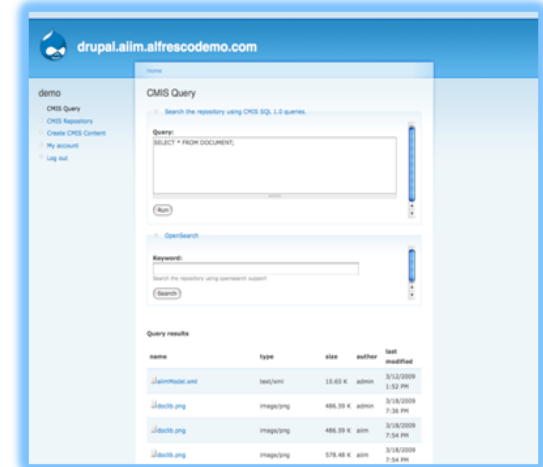 drupal.aiim.alfrescodemo.com
Home
demo
CMIS Query
CMIS Repository
Create CMIS Content
My account
Log out
CMIS Query
Search the repository using CMIS SQL 1.0 queries.
Query:
SELECT * FROM DOCUMENT;
Run
OpenSearch
Keyword:
Search the repository using opensearch support
Search
Query results
name type size author last modified
aiimModel.xml text/xml 10.63 K admin 3/12/2009 1:52 PM
doclib.png image/png 486.39 K admin 3/18/2009 7:36 PM
doclib.png image/png 486.39 K aiim 3/18/2009 7:54 PM
doclib.png image/png 578.48 K aiim 3/18/2009 7:54 PM